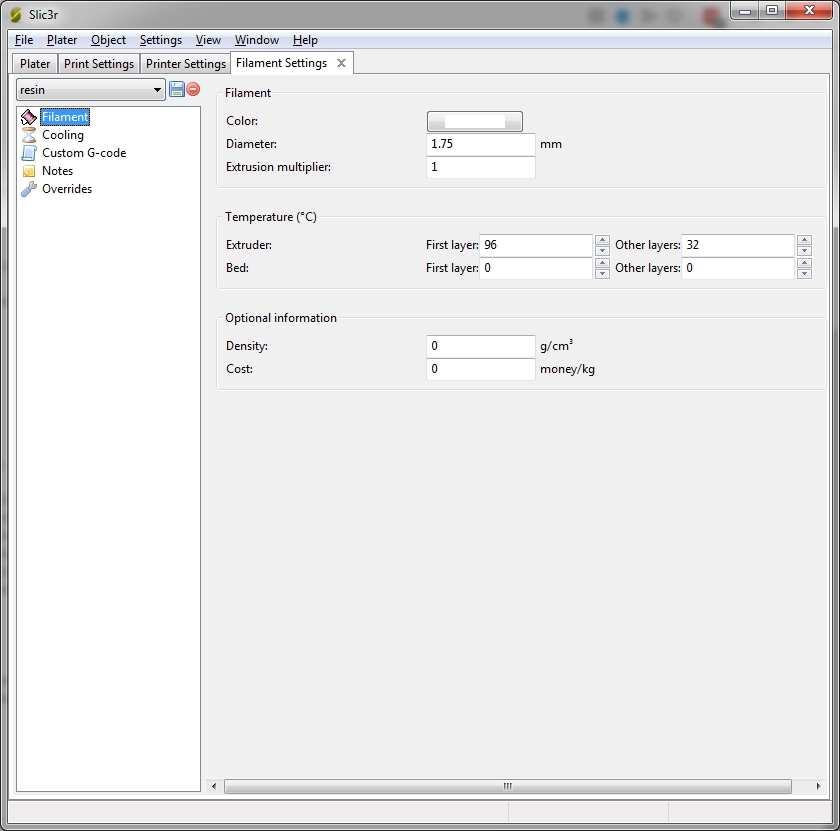 Slic3r
File Plater Object Settings View Window Help
Plater Print Settings Printer Settings Filament Settings
resin
Filament
Cooling
Custom G-code
Notes
Overrides
Filament
Color:
Diameter: 1.75 mm
Extrusion multiplier: 1
Temperature (°C)
Extruder: First layer: 96 Other layers: 32
Bed: First layer: 0 Other layers: 0
Optional information
Density: 0 g/cm³
Cost: 0 money/kg